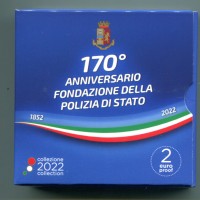 170°
ANNIVERSARIO
FONDAZIONE DELLA
POLIZIA DI STATO
1852
2022
collezione
2022
collection
2
euro
proof